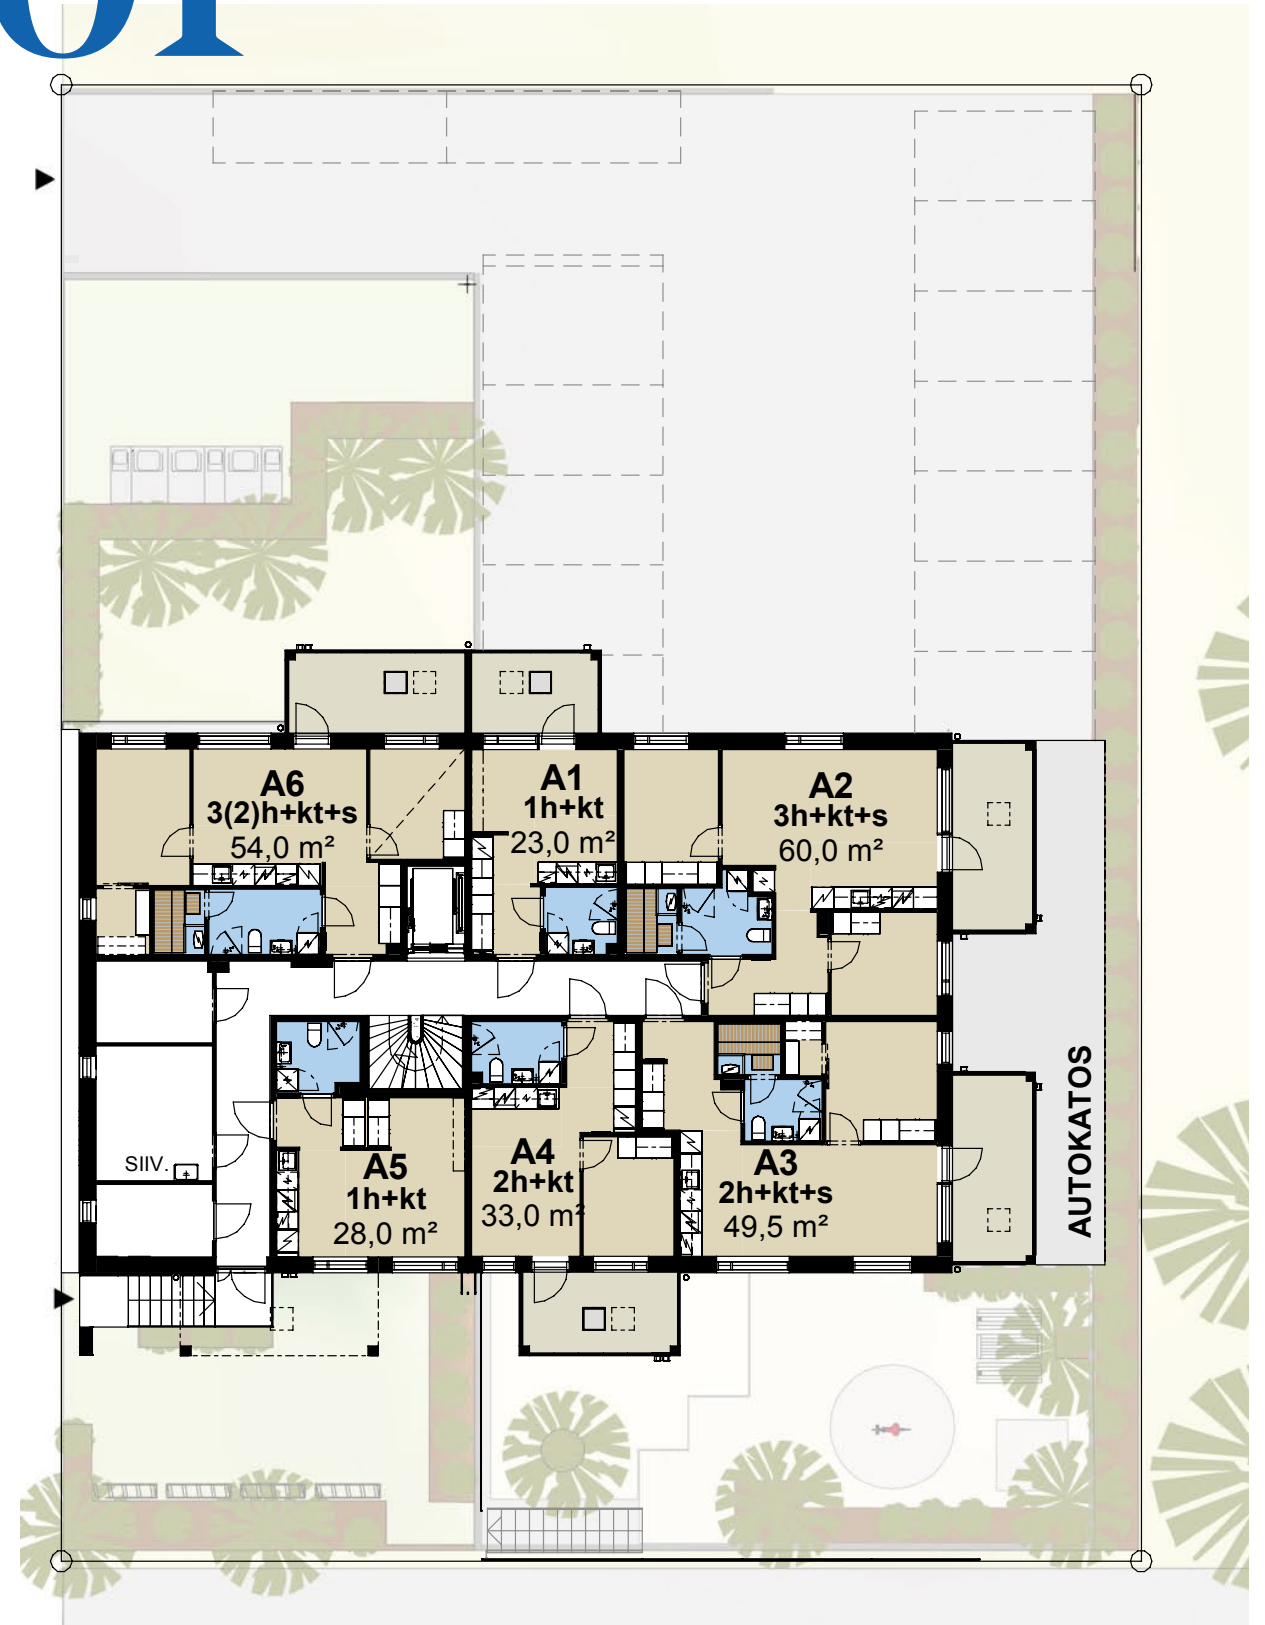 A6
3(2)h+kt+s
54,0 m²
A1
1h+kt
23,0 m²
A2
3h+kt+s
60,0 m²
SIIV.
A5
1h+kt
28,0 m²
A4
2h+kt
33,0 m²
A3
2h+kt+s
49,5 m²
AUTOKATOS